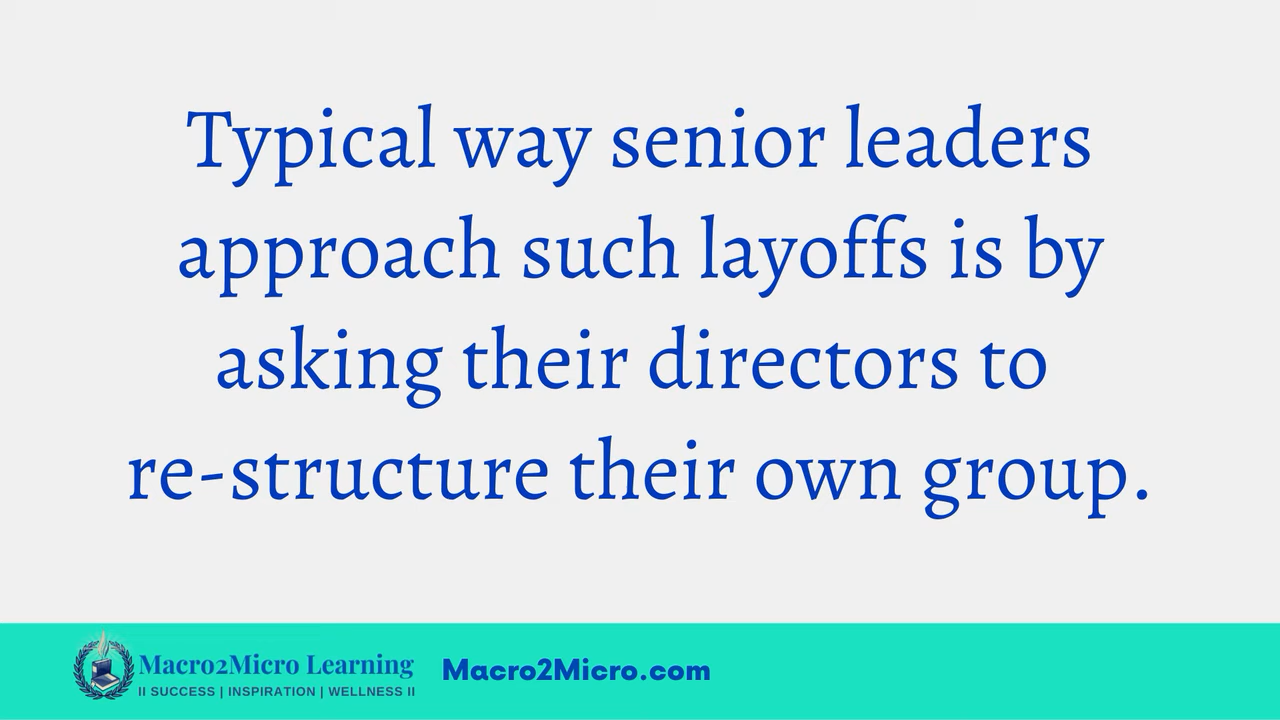 Typical way senior leaders
approach such layoffs is by
asking their directors to
re-structure their own group.
Macro2Micro Learning
II SUCCESS | INSPIRATION | WELLNESS II
Macro2Micro.com